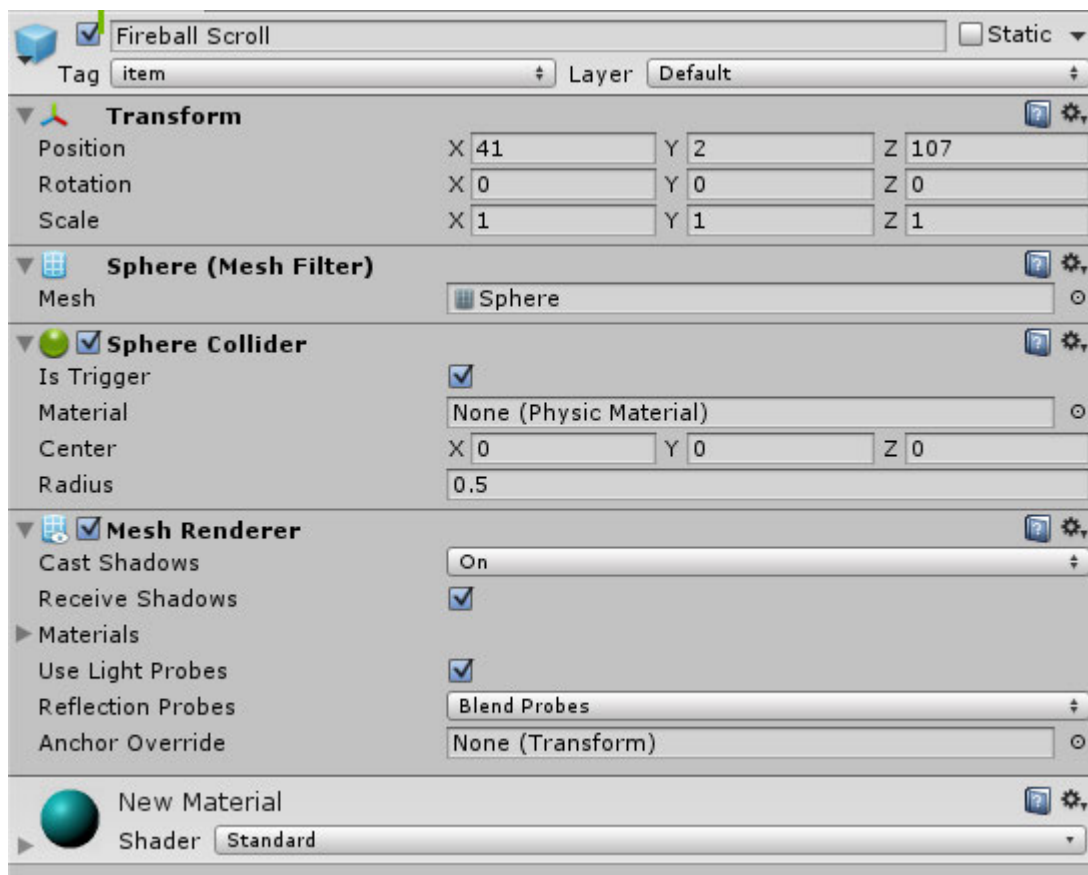 Fireball Scroll Static
Tag item Layer Default
Transform
Position X 41 Y 2 Z 107
Rotation X 0 Y 0 Z 0
Scale X 1 Y 1 Z 1
Sphere (Mesh Filter)
Mesh Sphere
Sphere Collider
Is Trigger
Material None (Physic Material)
Center X 0 Y 0 Z 0
Radius 0.5
Mesh Renderer
Cast Shadows On
Receive Shadows
Materials
Use Light Probes
Reflection Probes Blend Probes
Anchor Override None (Transform)
New Material
Shader Standard